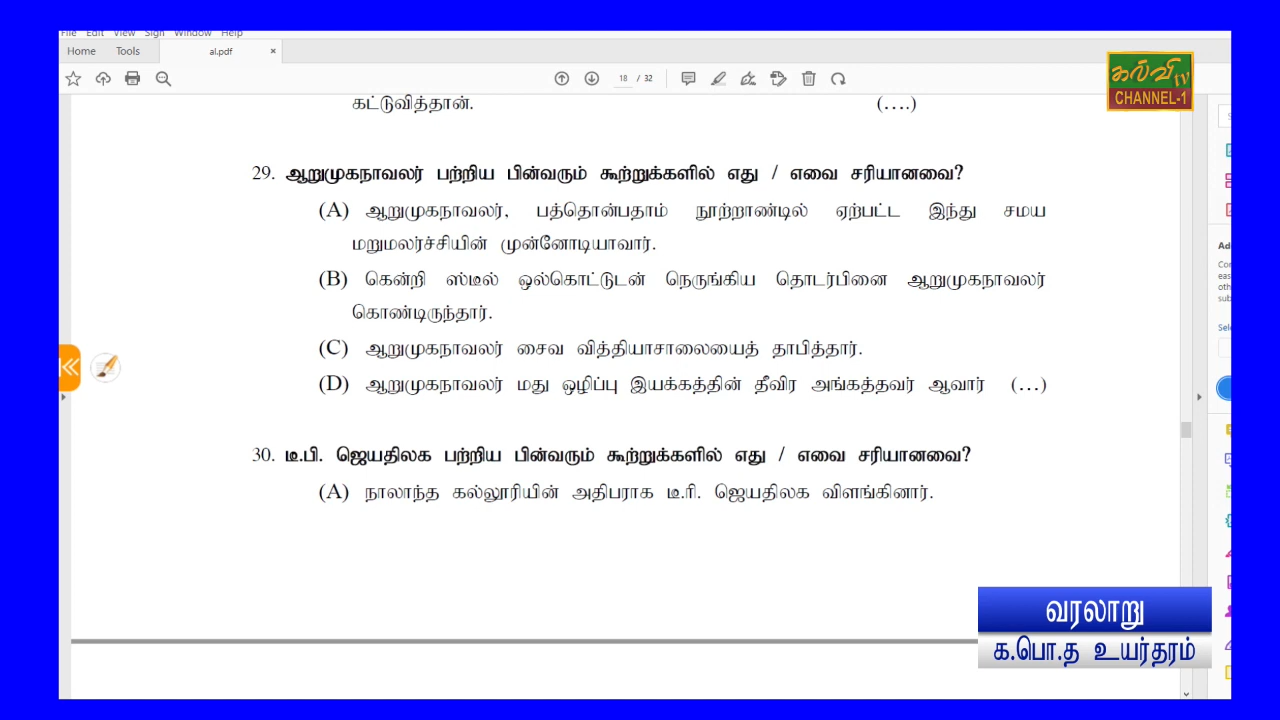 File Edit View Sign Window Help
Home Tools al.pdf ×
18 / 32
கல்வி TV
CHANNEL-1
கட்டுவித்தான். (....)
29. ஆறுமுகநாவலர் பற்றிய பின்வரும் கூற்றுக்களில் எது / எவை சரியானவை?
(A) ஆறுமுகநாவலர், பத்தொன்பதாம் நூற்றாண்டில் ஏற்பட்ட இந்து சமய
மறுமலர்ச்சியின் முன்னோடியாவார்.
(B) கென்றி ஸ்டீல் ஒல்கொட்டுடன் நெருங்கிய தொடர்பினை ஆறுமுகநாவலர்
கொண்டிருந்தார்.
(C) ஆறுமுகநாவலர் சைவ வித்தியாசாலையைத் தாபித்தார்.
(D) ஆறுமுகநாவலர் மது ஒழிப்பு இயக்கத்தின் தீவிர அங்கத்தவர் ஆவார் (...)
30. டீ.பி. ஜெயதிலக பற்றிய பின்வரும் கூற்றுக்களில் எது / எவை சரியானவை?
(A) நாலாந்த கல்லூரியின் அதிபராக டீ.ரி. ஜெயதிலக விளங்கினார்.
வரலாறு
க.பொ.த உயர்தரம்